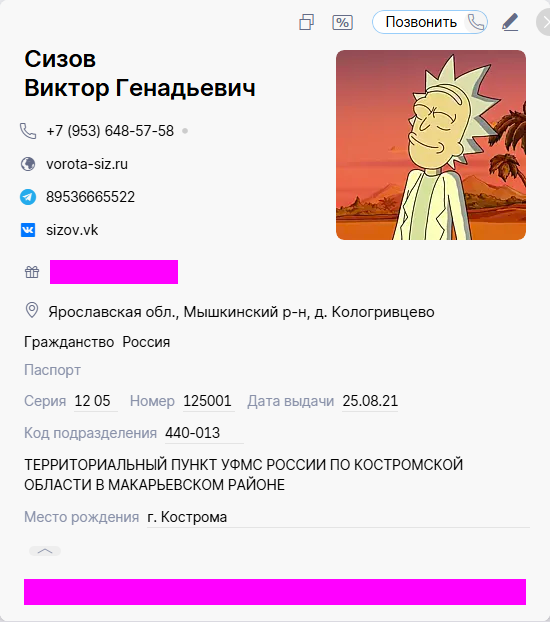 Позвонить
Сизов
Виктор Генадьевич
+7 (953) 648-57-58
vorota-siz.ru
89536665522
sizov.vk
Ярославская обл., Мышкинский р-н, д. Кологривцево
Гражданство Россия
Паспорт
Серия 12 05 Номер 125001 Дата выдачи 25.08.21
Код подразделения 440-013
ТЕРРИТОРИАЛЬНЫЙ ПУНКТ УФМС РОССИИ ПО КОСТРОМСКОЙ
ОБЛАСТИ В МАКАРЬЕВСКОМ РАЙОНЕ
Место рождения г. Кострома